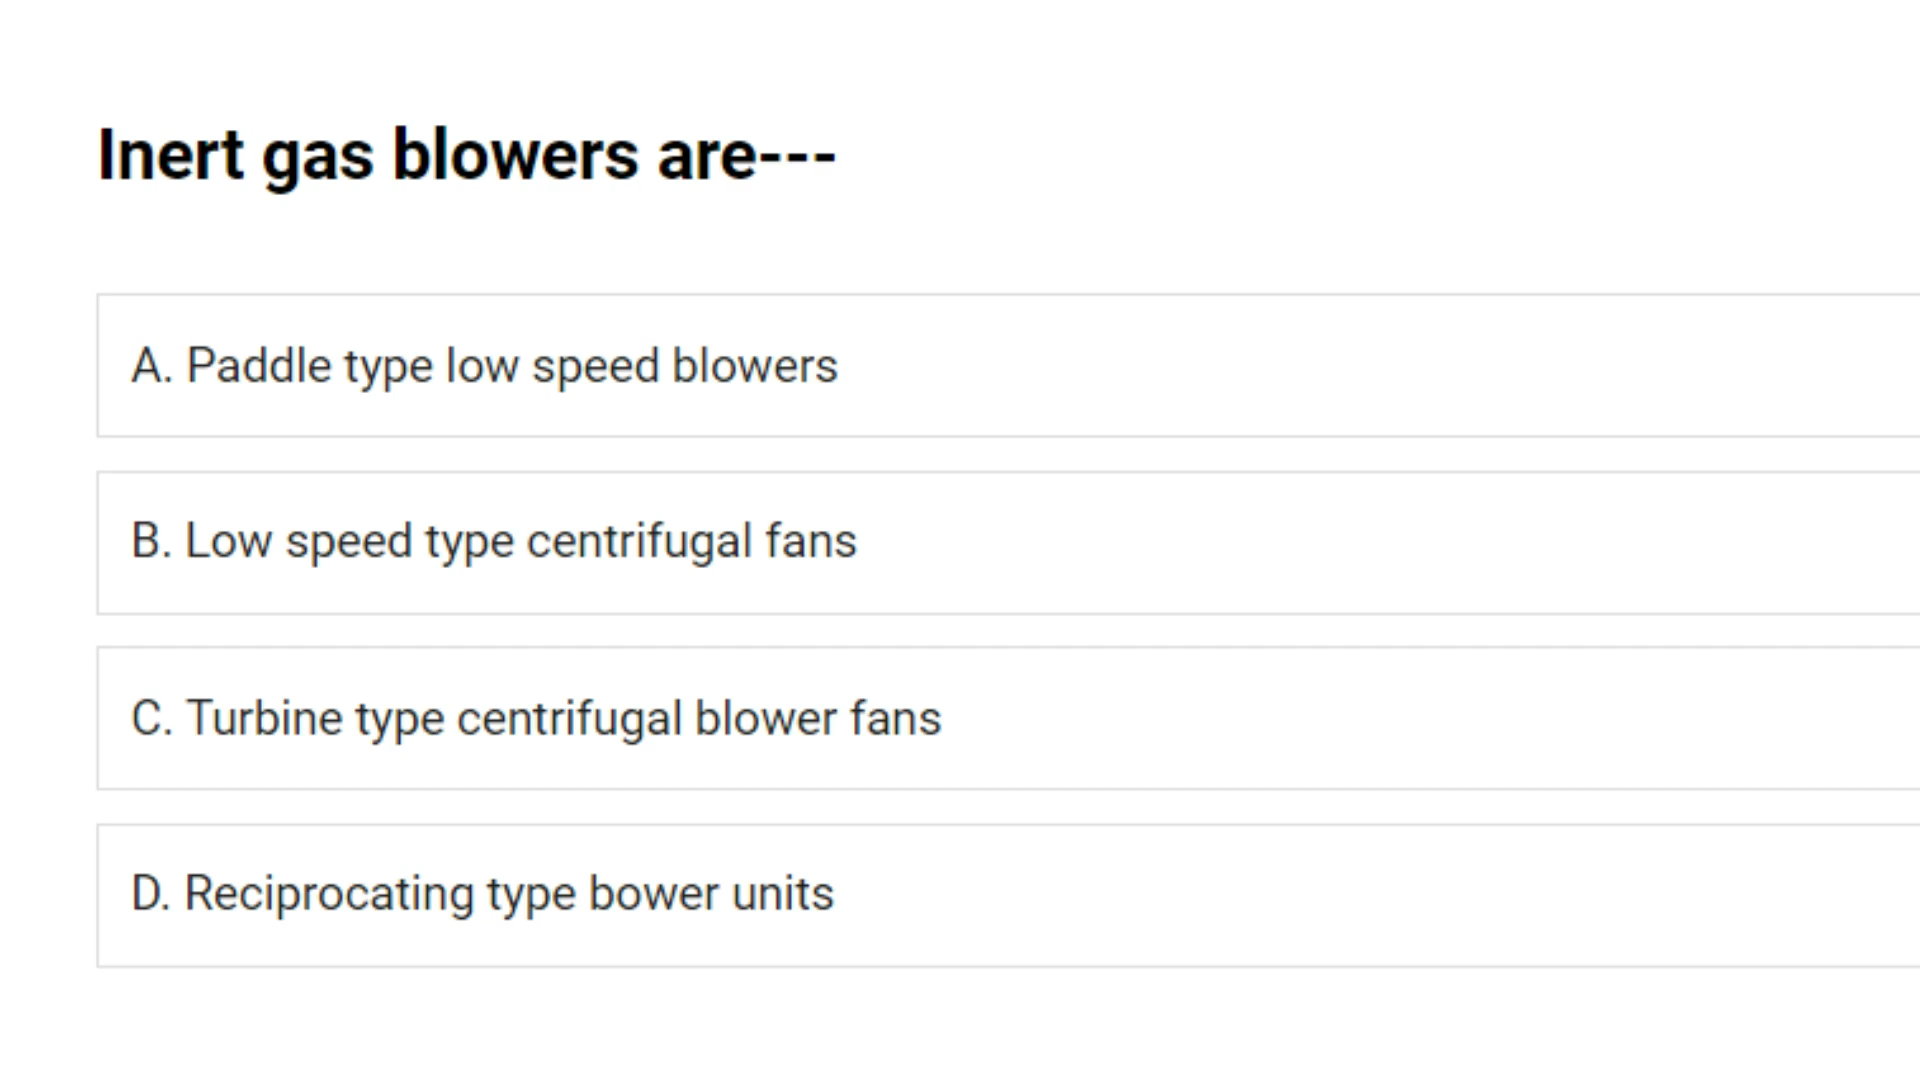 Inert gas blowers are---
A. Paddle type low speed blowers
B. Low speed type centrifugal fans
C. Turbine type centrifugal blower fans
D. Reciprocating type bower units